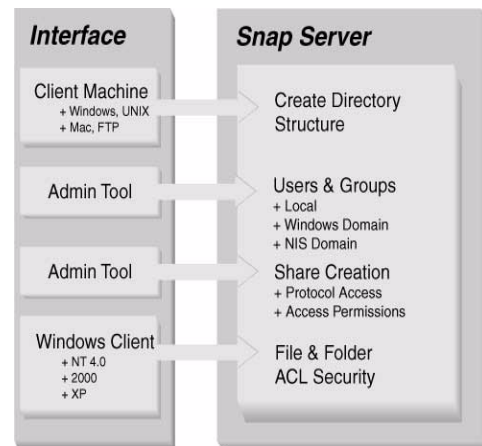 Interface
Client Machine
+ Windows, UNIX
+ Mac, FTP
Admin Tool
Admin Tool
Windows Client
+ NT 4.0
+ 2000
+ XP
Snap Server
Create Directory
Structure
Users & Groups
+ Local
+ Windows Domain
+ NIS Domain
Share Creation
+ Protocol Access
+ Access Permissions
File & Folder
ACL Security